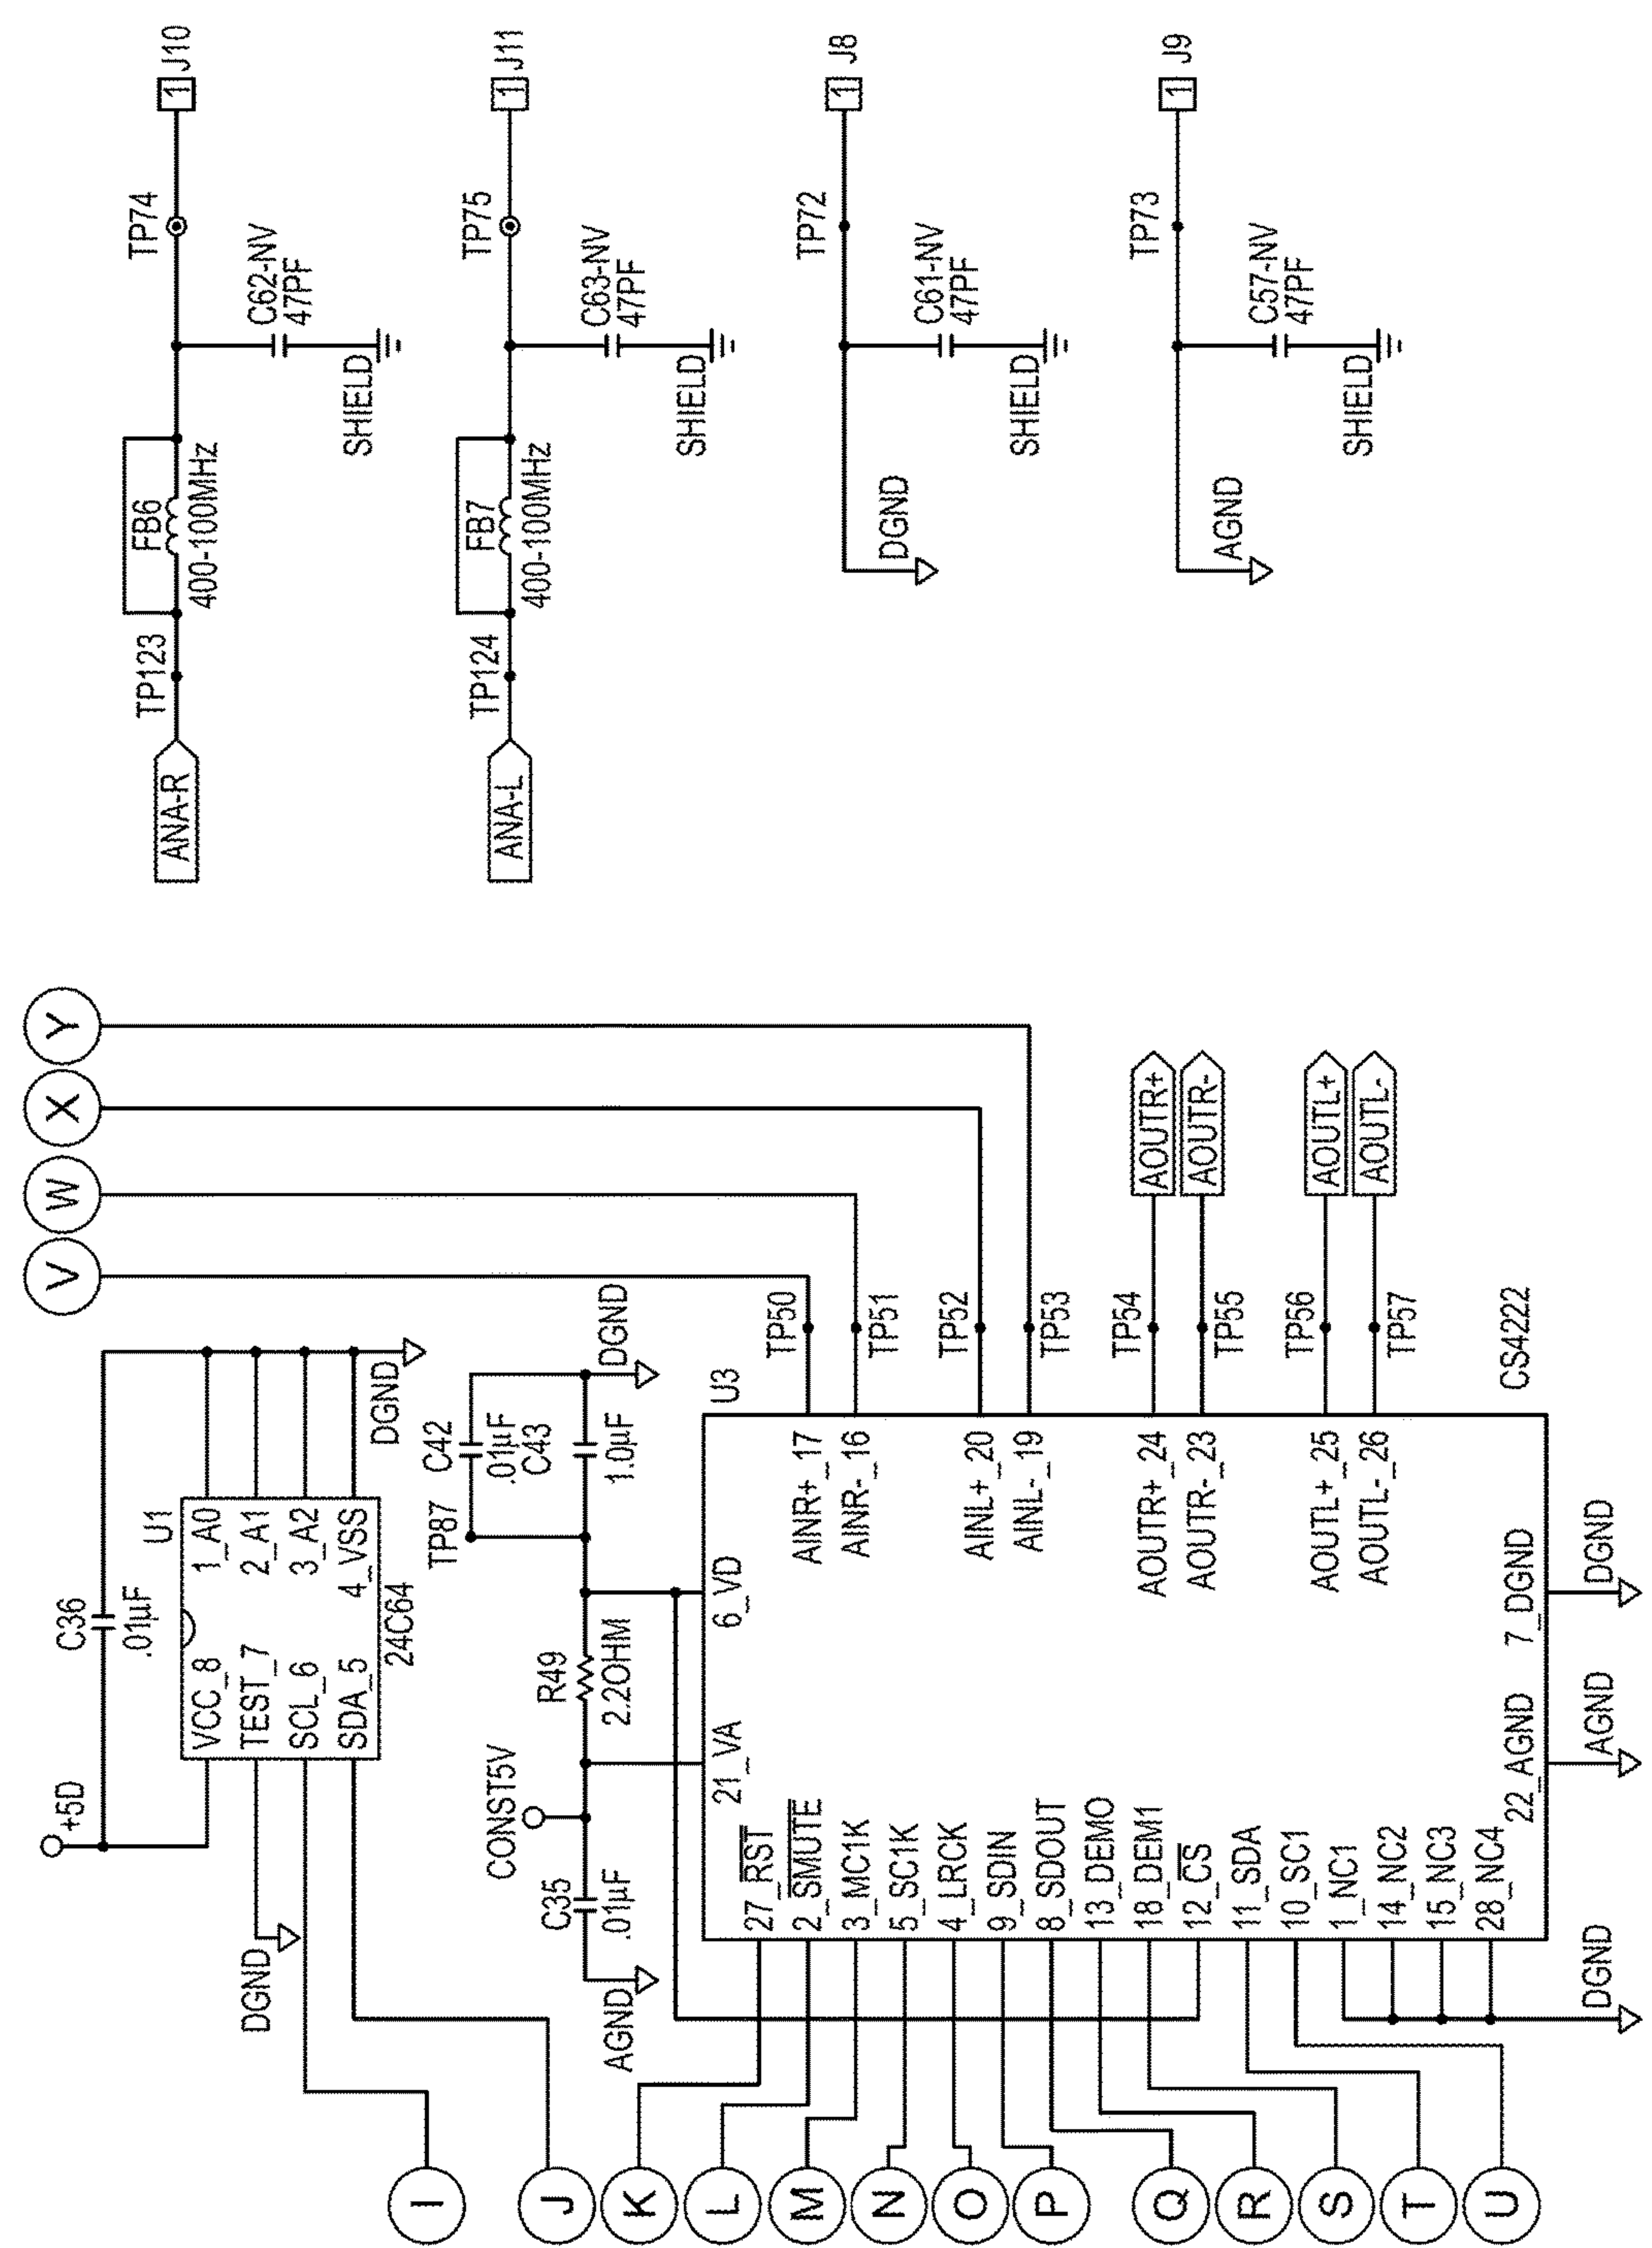 I
J
K
L
M
N
O
P
Q
R
S
T
U
V
W
X
Y
+5D
C36
.01µF
U1
VCC_8
TEST_7
SCL_6
SDA_5
1_A0
2_A1
3_A2
4_VSS
24C64
DGND
DGND
CONST5V
C35
.01µF
AGND
R49
2.2OHM
TP87
C42
.01µF
C43
1.0µF
DGND
U3
21_VA
6_VD
27_RST
2_SMUTE
3_MC1K
5_SC1K
4_LRCK
9_SDIN
8_SDOUT
13_DEMO
18_DEM1
12_CS
11_SDA
10_SC1
1_NC1
14_NC2
15_NC3
28_NC4
DGND
22_AGND
AGND
7_DGND
DGND
AINR+_17
AINR-_16
AINL+_20
AINL-_19
AOUTR+_24
AOUTR-_23
AOUTL+_25
AOUTL-_26
CS4222
TP50
TP51
TP52
TP53
TP54
TP55
TP56
TP57
AOUTR+
AOUTR-
AOUTL+
AOUTL-
ANA-R
TP123
FB6
400-100MHz
C62-NV
47PF
SHIELD
TP74
1
J10
ANA-L
TP124
FB7
400-100MHz
C63-NV
47PF
SHIELD
TP75
1
J11
DGND
C61-NV
47PF
SHIELD
TP72
1
J8
AGND
C57-NV
47PF
SHIELD
TP73
1
J9